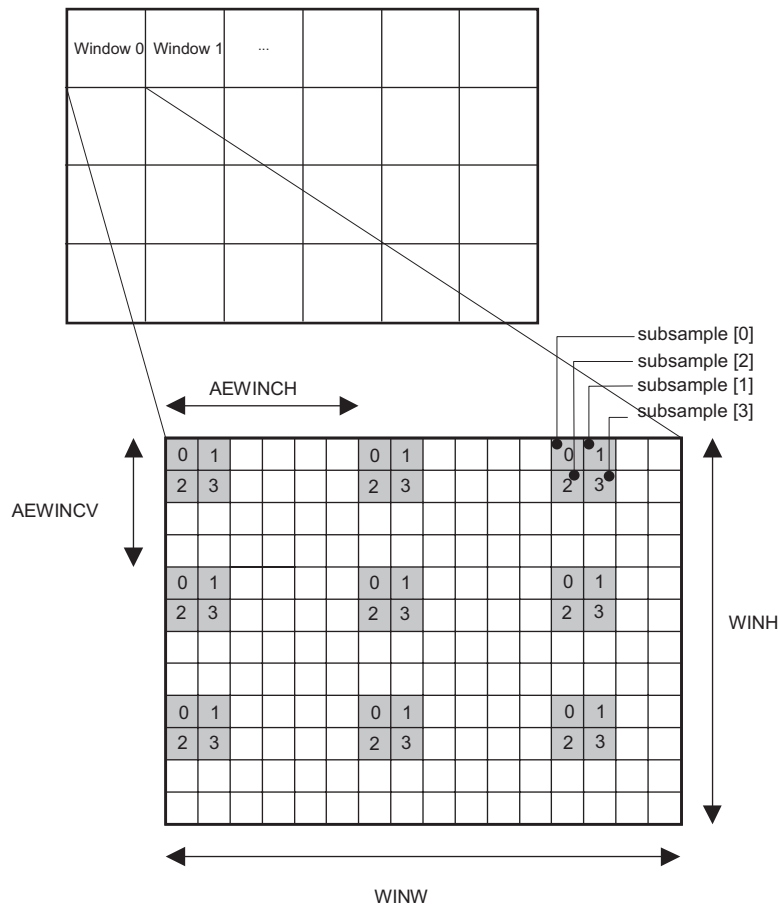 Window 0 Window 1 ...
subsample [0]
subsample [2]
subsample [1]
subsample [3]
AEWINCH
AEWINCV
0 1 0 1 0 1
2 3 2 3 2 3
0 1 0 1 0 1
2 3 2 3 2 3
WINH
0 1 0 1 0 1
2 3 2 3 2 3
WINW